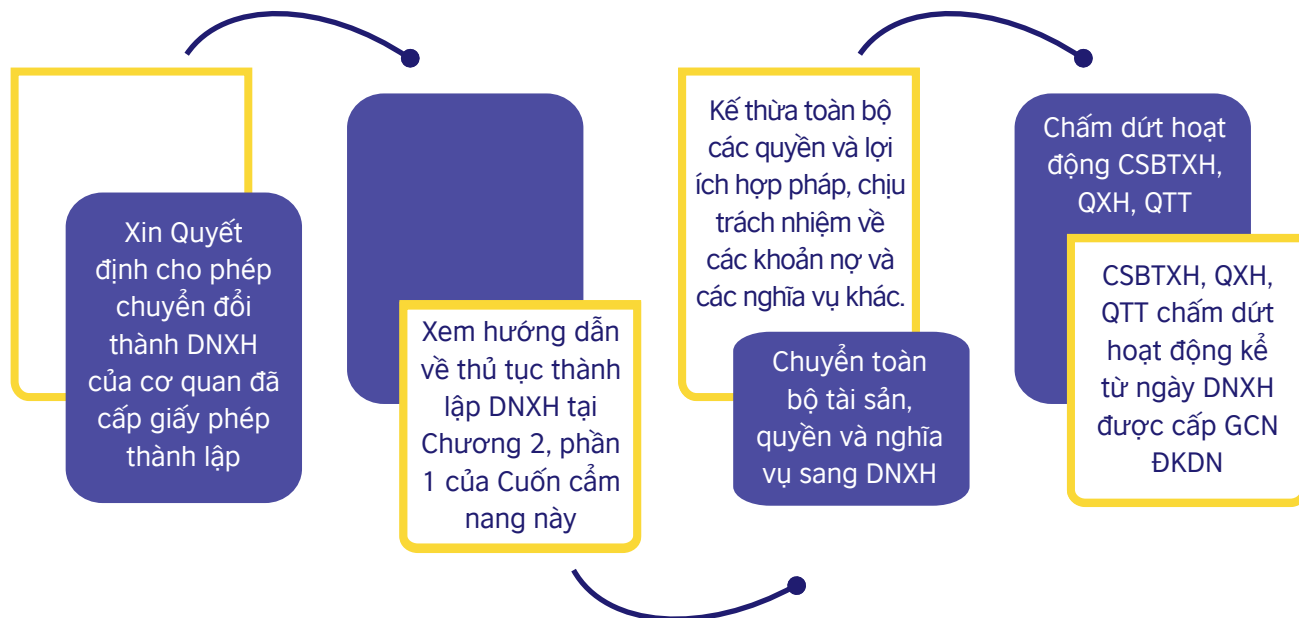 Xin Quyết
định cho phép
chuyển đổi
thành DNXH
của cơ quan đã
cấp giấy phép
thành lập
Xem hướng dẫn
về thủ tục thành
lập DNXH tại
Chương 2, phần
1 của Cuốn cẩm
nang này
Kế thừa toàn bộ
các quyền và lợi
ích hợp pháp, chịu
trách nhiệm về
các khoản nợ và
các nghĩa vụ khác.
Chuyển toàn
bộ tài sản,
quyền và nghĩa
vụ sang DNXH
Chấm dứt hoạt
động CSBTXH,
QXH, QTT
CSBTXH, QXH,
QTT chấm dứt
hoạt động kể
từ ngày DNXH
được cấp GCN
ĐKDN